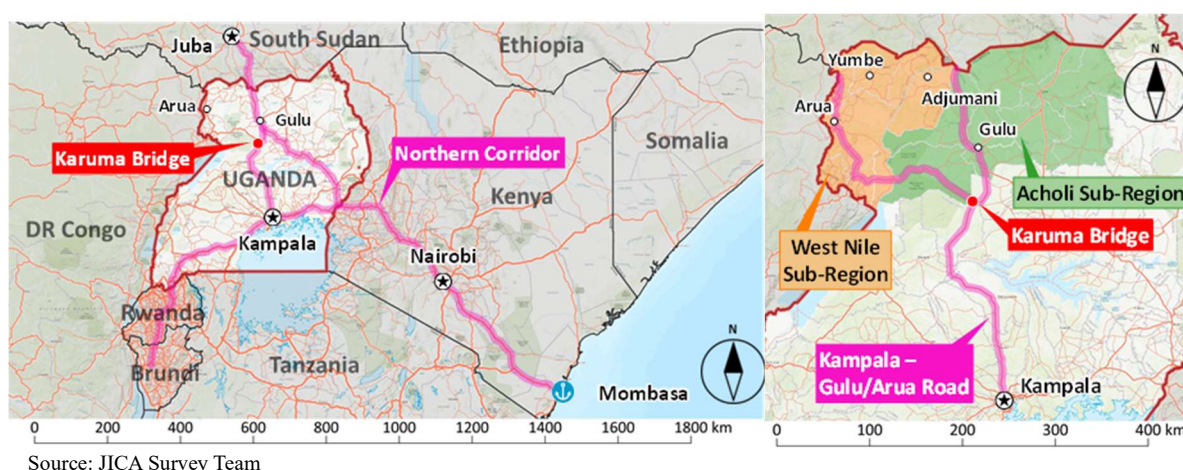 Juba
South Sudan
Ethiopia
Arua
Gulu
Somalia
Karuma Bridge
Northern Corridor
UGANDA
Kenya
DR Congo
Kampala
Nairobi
Rwanda
N
Brundi
Tanzania
Mombasa
0 200 400 600 800 1000 1200 1400 1600 1800 km
Yumbe
N
Arua
Adjumani
Gulu
Acholi Sub-Region
Karuma Bridge
West Nile
Sub-Region
Kampala –
Gulu/Arua Road
Kampala
0 100 200 300 400 km
Source: JICA Survey Team